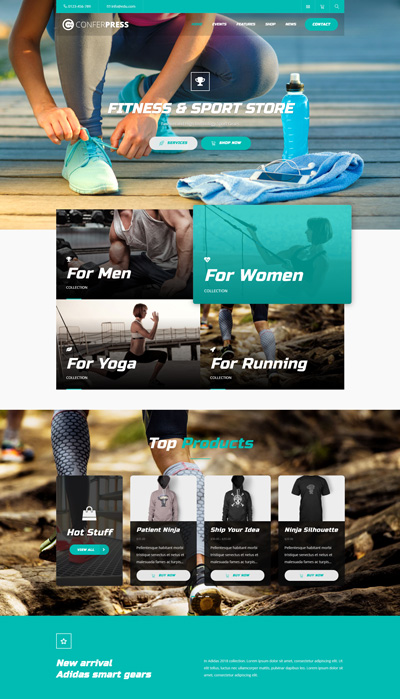 CONFERPRESS
EVENTS FEATURES SHOP NEWS CONTACT
FITNESS & SPORT STORE
SERVICES SHOP NOW
For Men
COLLECTION
For Women
COLLECTION
For Yoga
COLLECTION
For Running
COLLECTION
Top Products
Hot Stuff
VIEW ALL
Patient Ninja
Pellentesque habitant morbi
tristique senectus et netus et
malesuada fames ac turpis...
BUY NOW
Ship Your Idea
Pellentesque habitant morbi
tristique senectus et netus et
malesuada fames ac turpis...
BUY NOW
Ninja Silhouette
Pellentesque habitant morbi
tristique senectus et netus et
malesuada fames ac turpis...
BUY NOW
New arrival
Adidas smart gears